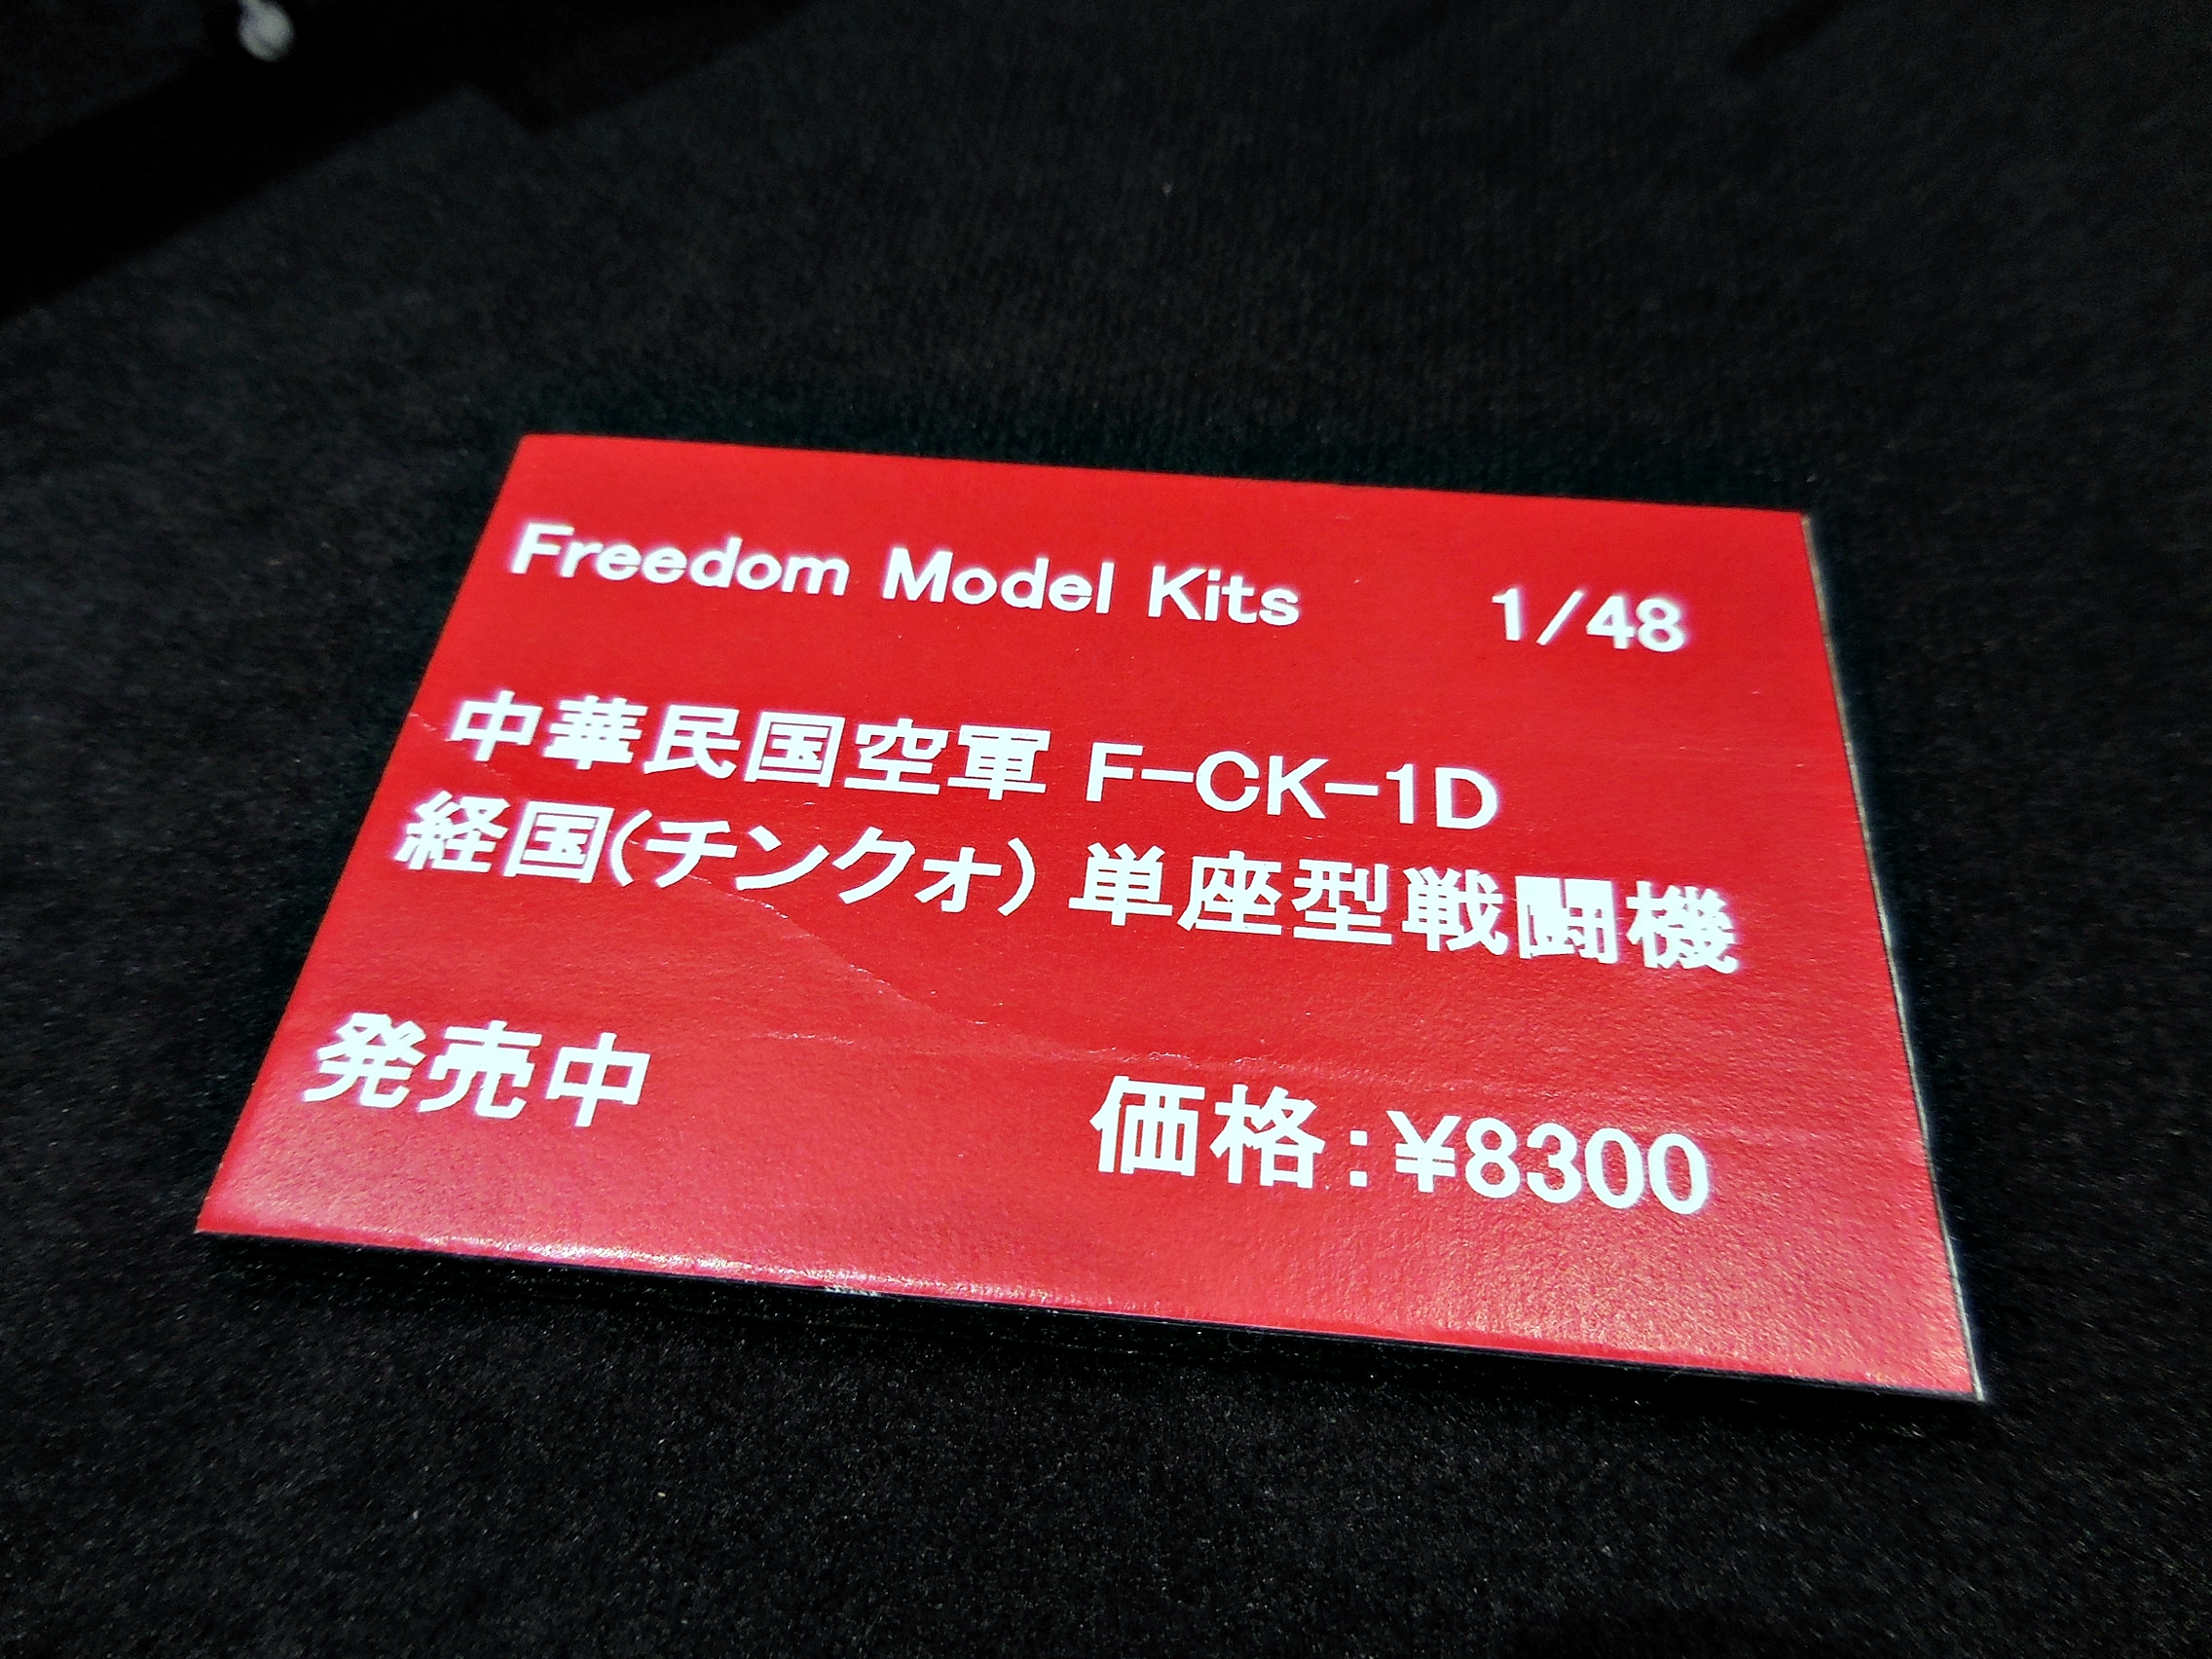 Freedom Model Kits 1/48
中華民国空軍 F-CK-1D
経国(チンクォ) 単座型戦闘機
発売中 価格:¥8300